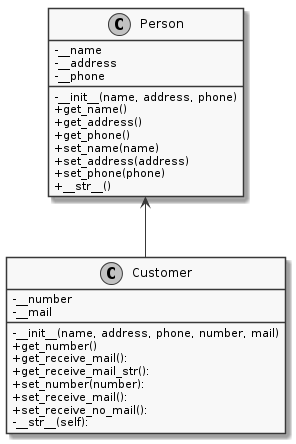 C Person
-__name
-__address
-__phone
-__init__(name, address, phone)
+get_name()
+get_address()
+get_phone()
+set_name(name)
+set_address(address)
+set_phone(phone)
+__str__()
C Customer
-__number
-__mail
-__init__(name, address, phone, number, mail)
+get_number()
+get_receive_mail():
+get_receive_mail_str():
+set_number(number):
+set_receive_mail():
+set_receive_no_mail():
-__str__(self):